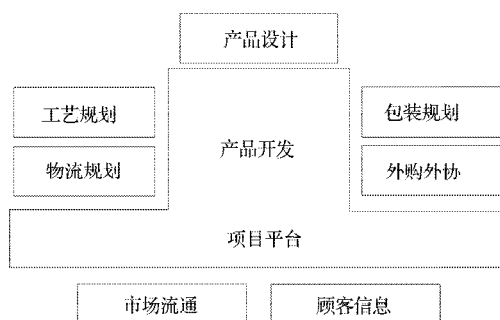 产品设计
工艺规划
包装规划
产品开发
物流规划
外购外协
项目平台
市场流通
顾客信息